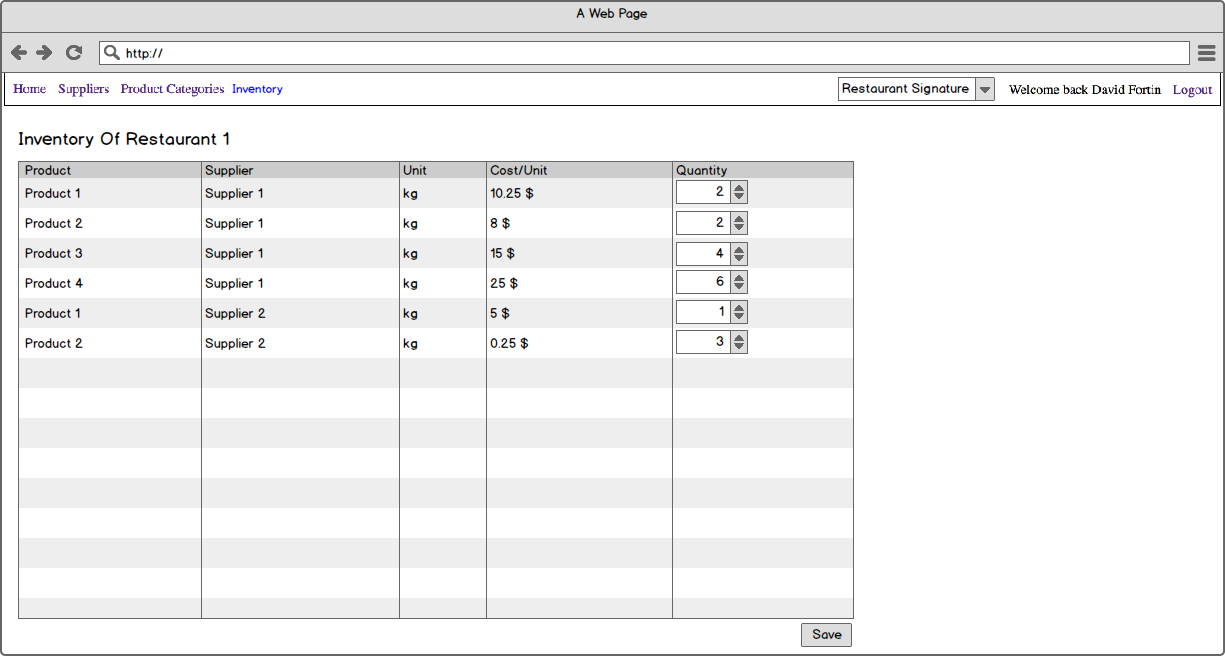 A Web Page
http://
Home Suppliers Product Categories Inventory Restaurant Signature Welcome back David Fortin Logout
Inventory Of Restaurant 1
Product Supplier Unit Cost/Unit Quantity
Product 1 Supplier 1 kg 10.25 $ 2
Product 2 Supplier 1 kg 8 $ 2
Product 3 Supplier 1 kg 15 $ 4
Product 4 Supplier 1 kg 25 $ 6
Product 1 Supplier 2 kg 5 $ 1
Product 2 Supplier 2 kg 0.25 $ 3
Save